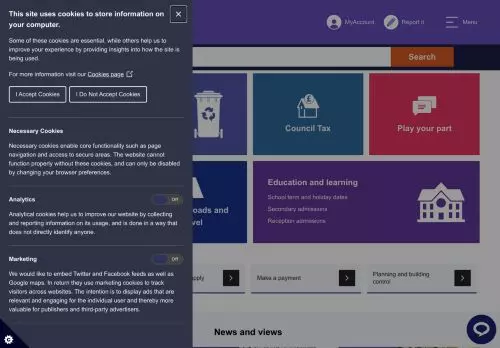 This site uses cookies to store information on
your computer.
Some of these cookies are essential, while others help us to
improve your experience by providing insights into how the site is
being used.
For more information visit our Cookies page
I Accept Cookies
I Do Not Accept Cookies
Necessary Cookies
Necessary cookies enable core functionality such as page
navigation and access to secure areas. The website cannot
function properly without these cookies, and can only be disabled
by changing your browser preferences.
Analytics
Off
Analytical cookies help us to improve our website by collecting
and reporting information on its usage, and is done in a way that
does not directly identify anyone.
Marketing
Off
We would like to embed Twitter and Facebook feeds as well as
Google maps. In return they use marketing cookies to track
visitors across websites. The intention is to display ads that are
relevant and engaging for the individual user and thereby more
valuable for publishers and third-party advertisers.
MyAccount
Report it
Menu
Search
Council Tax
Play your part
oads and
vel
Education and learning
School term and holiday dates
Secondary admissions
Reception admissions
pply
Make a payment
Planning and building
control
News and views